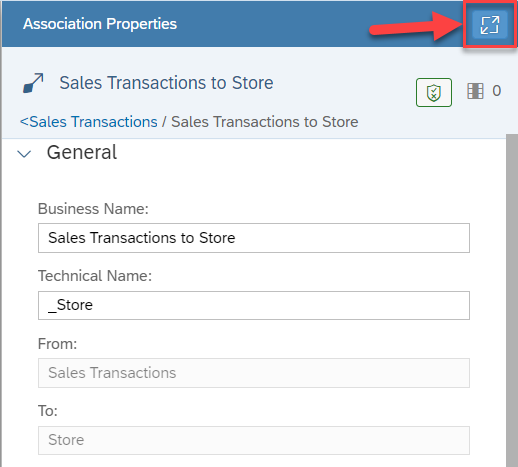 Association Properties
Sales Transactions to Store
0
<Sales Transactions / Sales Transactions to Store
General
Business Name:
Sales Transactions to Store
Technical Name:
_Store
From:
Sales Transactions
To:
Store